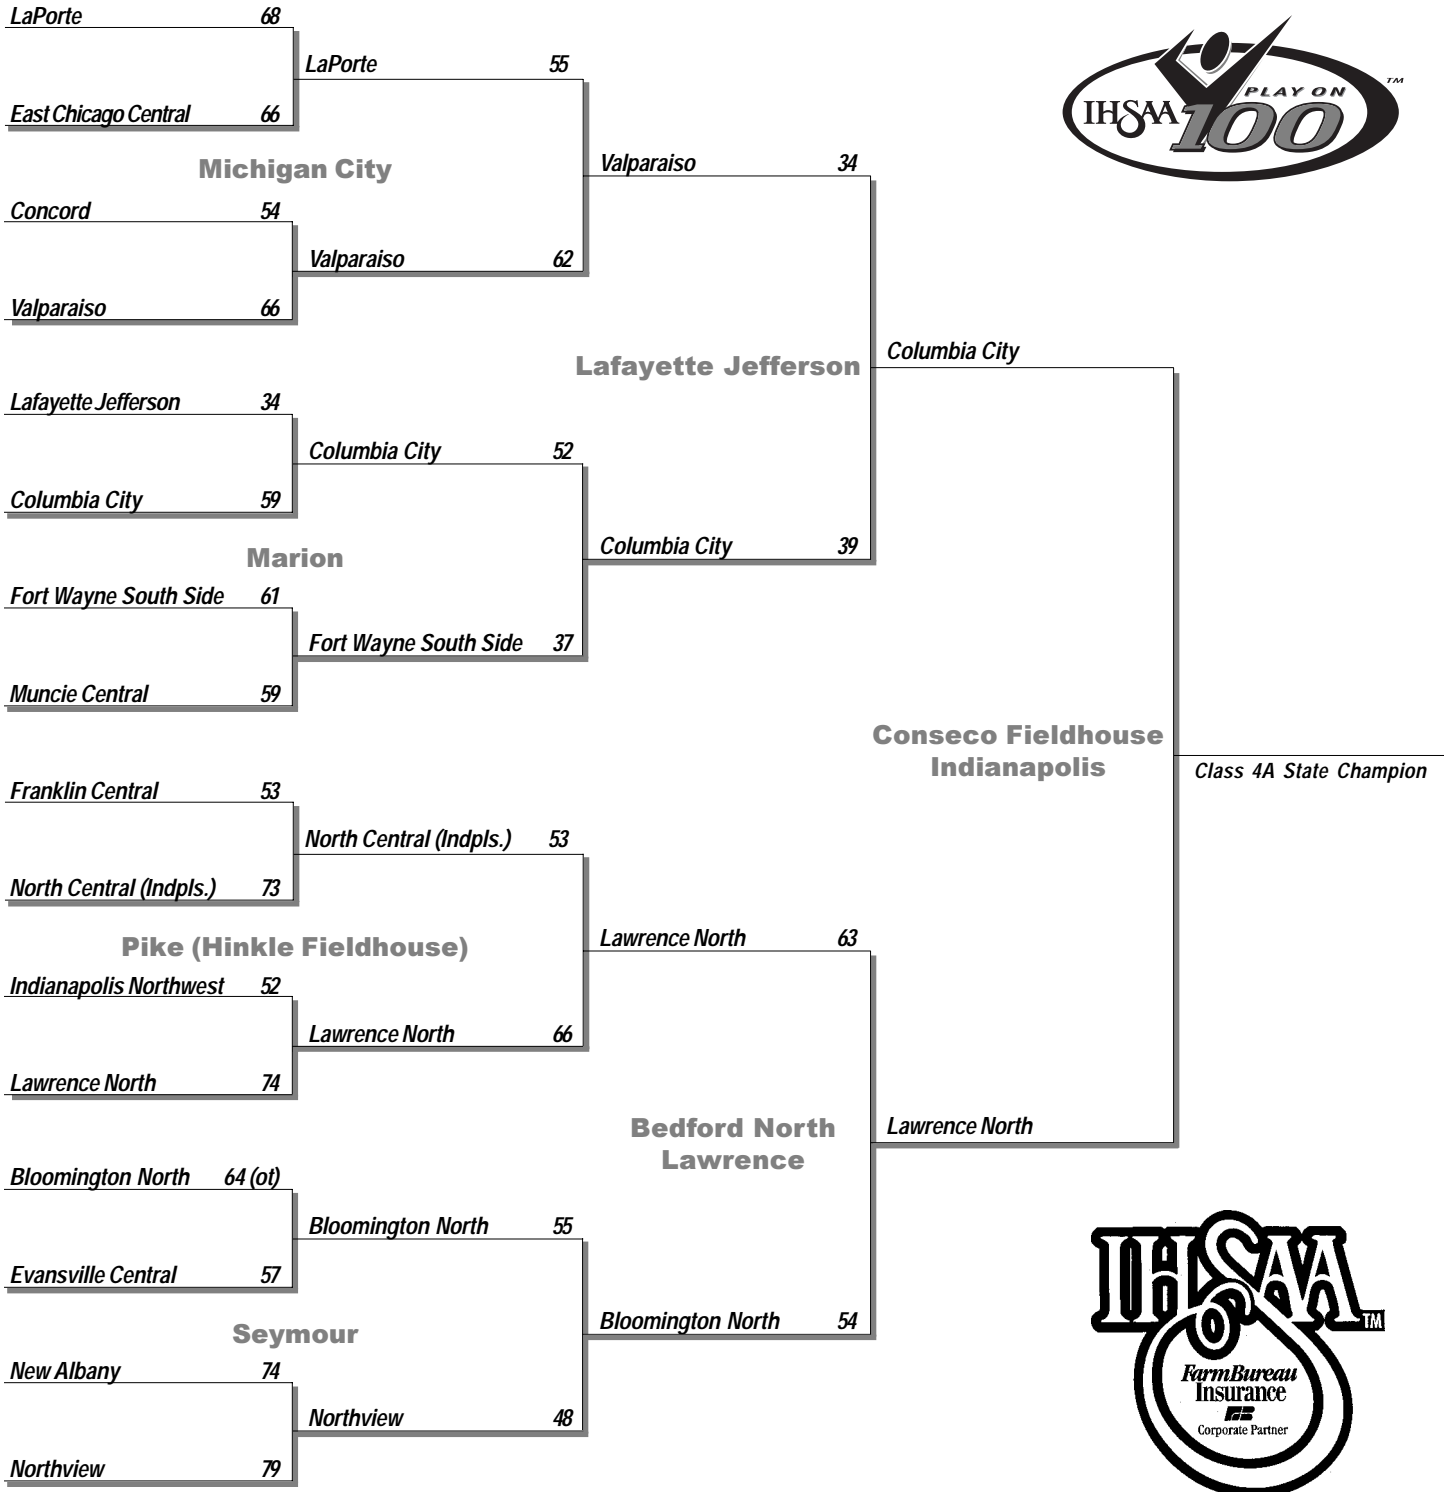 LaPorte 68
LaPorte 55
East Chicago Central 66
Michigan City
Valparaiso 34
Concord 54
Valparaiso 62
Valparaiso 66
Lafayette Jefferson
Columbia City
Lafayette Jefferson 34
Columbia City 52
Columbia City 59
Marion
Columbia City 39
Fort Wayne South Side 61
Fort Wayne South Side 37
Muncie Central 59
Conseco Fieldhouse
Indianapolis
Class 4A State Champion
Franklin Central 53
North Central (Indpls.) 53
North Central (Indpls.) 73
Pike (Hinkle Fieldhouse)
Lawrence North 63
Indianapolis Northwest 52
Lawrence North 66
Lawrence North 74
Bedford North
Lawrence
Lawrence North
Bloomington North 64 (ot)
Bloomington North 55
Evansville Central 57
Seymour
Bloomington North 54
New Albany 74
Northview 48
Northview 79
PLAY ON TM
IHSAA 100
IHSAA
TM
Farm Bureau
Insurance
FB
Corporate Partner